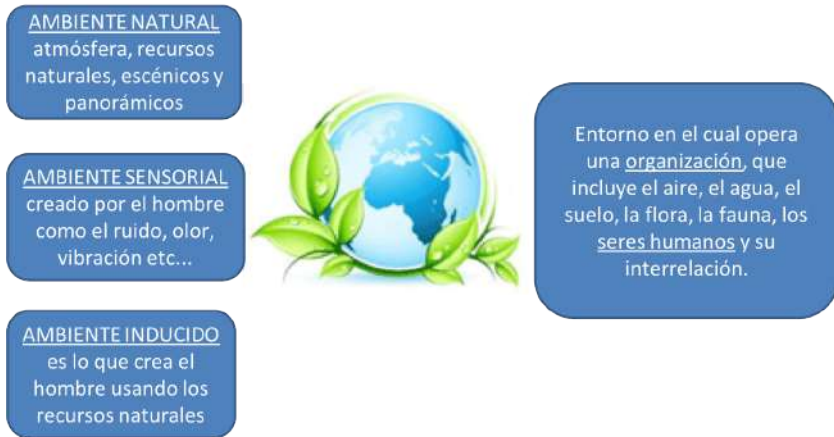 AMBIENTE NATURAL
atmósfera, recursos
naturales, escénicos y
panorámicos
AMBIENTE SENSORIAL
creado por el hombre
como el ruido, olor,
vibración etc...
AMBIENTE INDUCIDO
es lo que crea el
hombre usando los
recursos naturales
Entorno en el cual opera
una organización, que
incluye el aire, el agua, el
suelo, la flora, la fauna, los
seres humanos y su
interrelación.